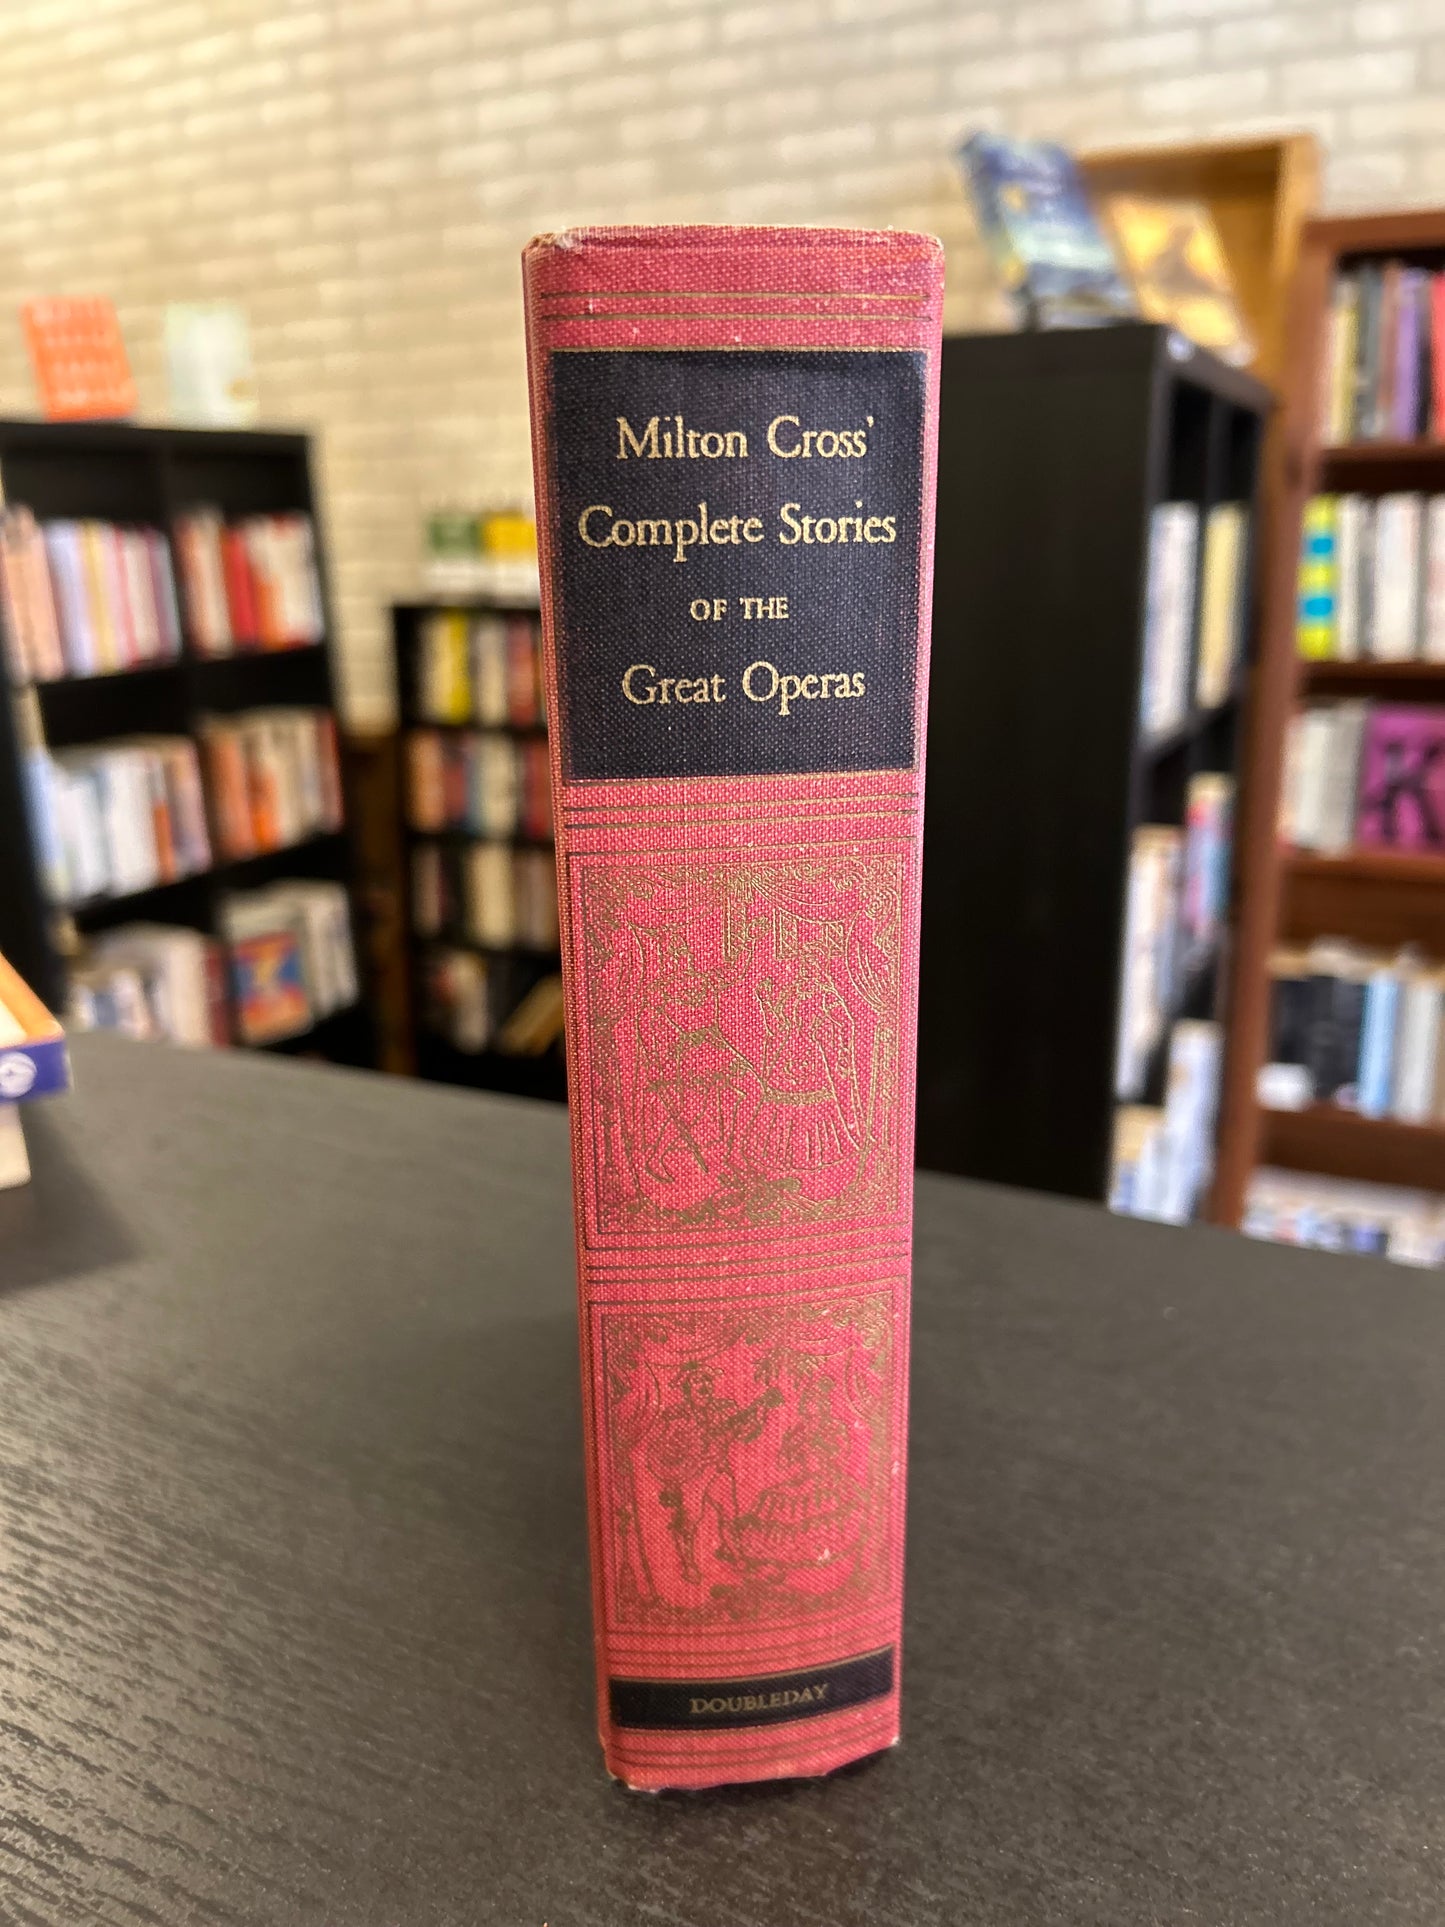 Milton Cross'
Complete Stories
OF THE
Great Operas
DOUBLEDAY
K